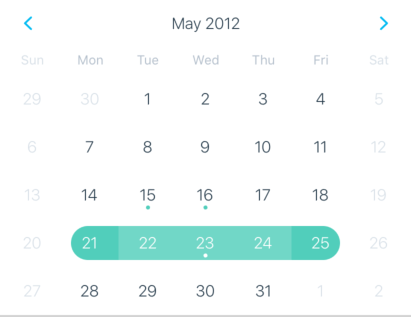 May 2012
Sun Mon Tue Wed Thu Fri Sat
29 30 1 2 3 4 5
6 7 8 9 10 11 12
13 14 15 16 17 18 19
20 21 22 23 24 25 26
27 28 29 30 31 1 2